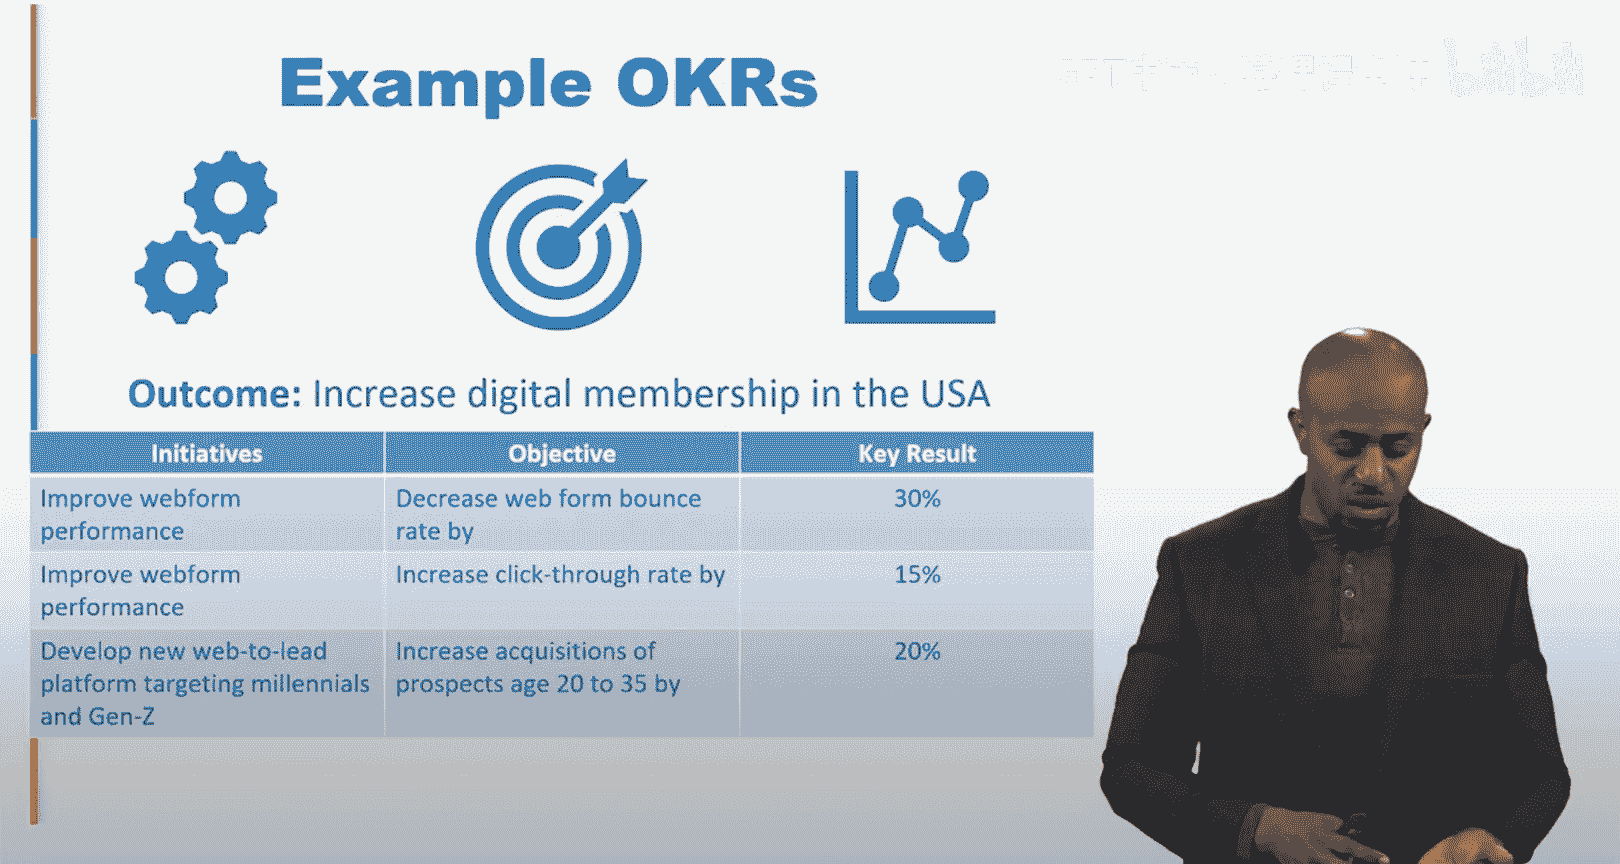 Example OKRs
Outcome: Increase digital membership in the USA
Initiatives
Objective
Key Result
Improve webform
performance
Decrease web form bounce
rate by
30%
Improve webform
performance
Increase click-through rate by
15%
Develop new web-to-lead
platform targeting millennials
and Gen-Z
Increase acquisitions of
prospects age 20 to 35 by
20%